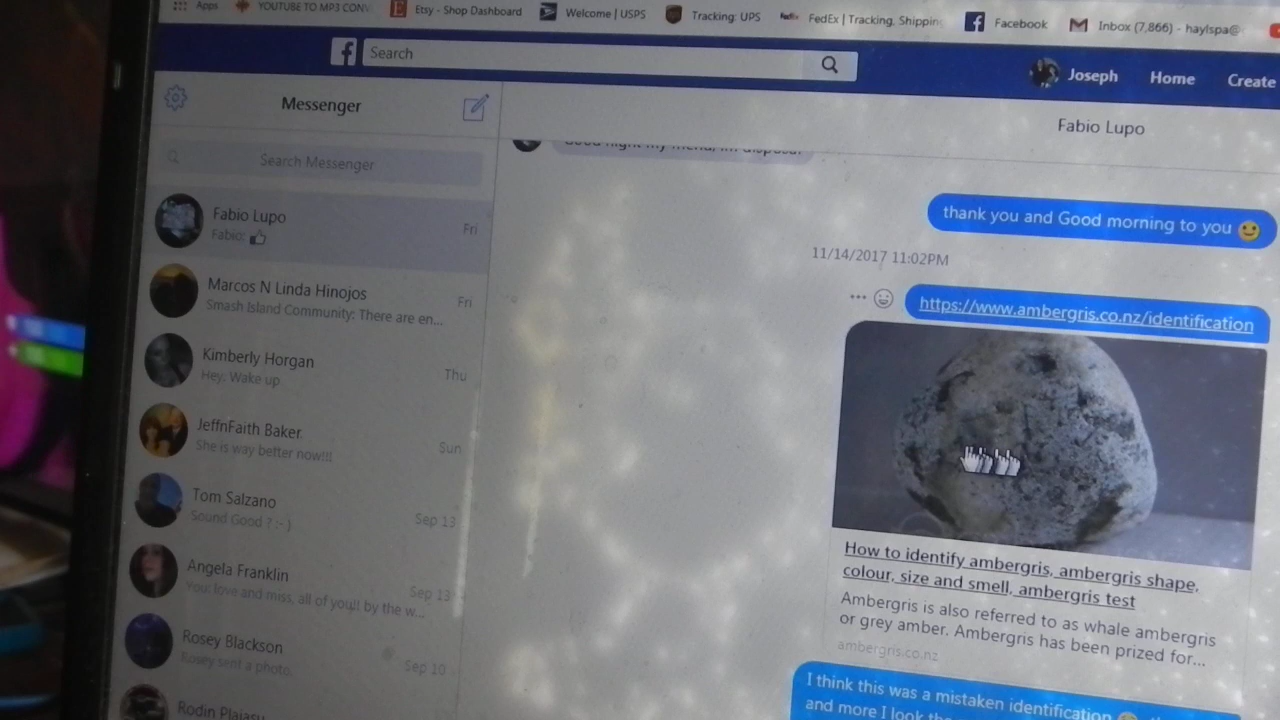 Apps
YOUTUBE TO MP3 CONV
Etsy - Shop Dashboard
Welcome | USPS
Tracking: UPS
FedEx | Tracking, Shippin
Facebook
Inbox (7,866) - haylspa@
Search
Joseph
Home
Create
Messenger
Fabio Lupo
Search Messenger
Fabio Lupo
Fri
Fabio:
Marcos N Linda Hinojos
Fri
Smash Island Community: There are en...
Kimberly Horgan
Thu
Hey. Wake up
JeffnFaith Baker
Sun
She is way better now!!!
Tom Salzano
Sep 13
Sound Good ? :- )
Angela Franklin
Sep 13
You: love and miss, all of you!! by the w...
Rosey Blackson
Sep 10
Rosey sent a photo.
Rodin
Good night my friend, I'm
thank you and Good morning to you
11/14/2017 11:02PM
https://www.ambergris.co.nz/identification
How to identify ambergris, ambergris shape,
colour, size and smell, ambergris test
Ambergris is also referred to as whale ambergris
or grey amber. Ambergris has been prized for...
ambergris.co.nz
I think this was a mistaken identification
and more I look the